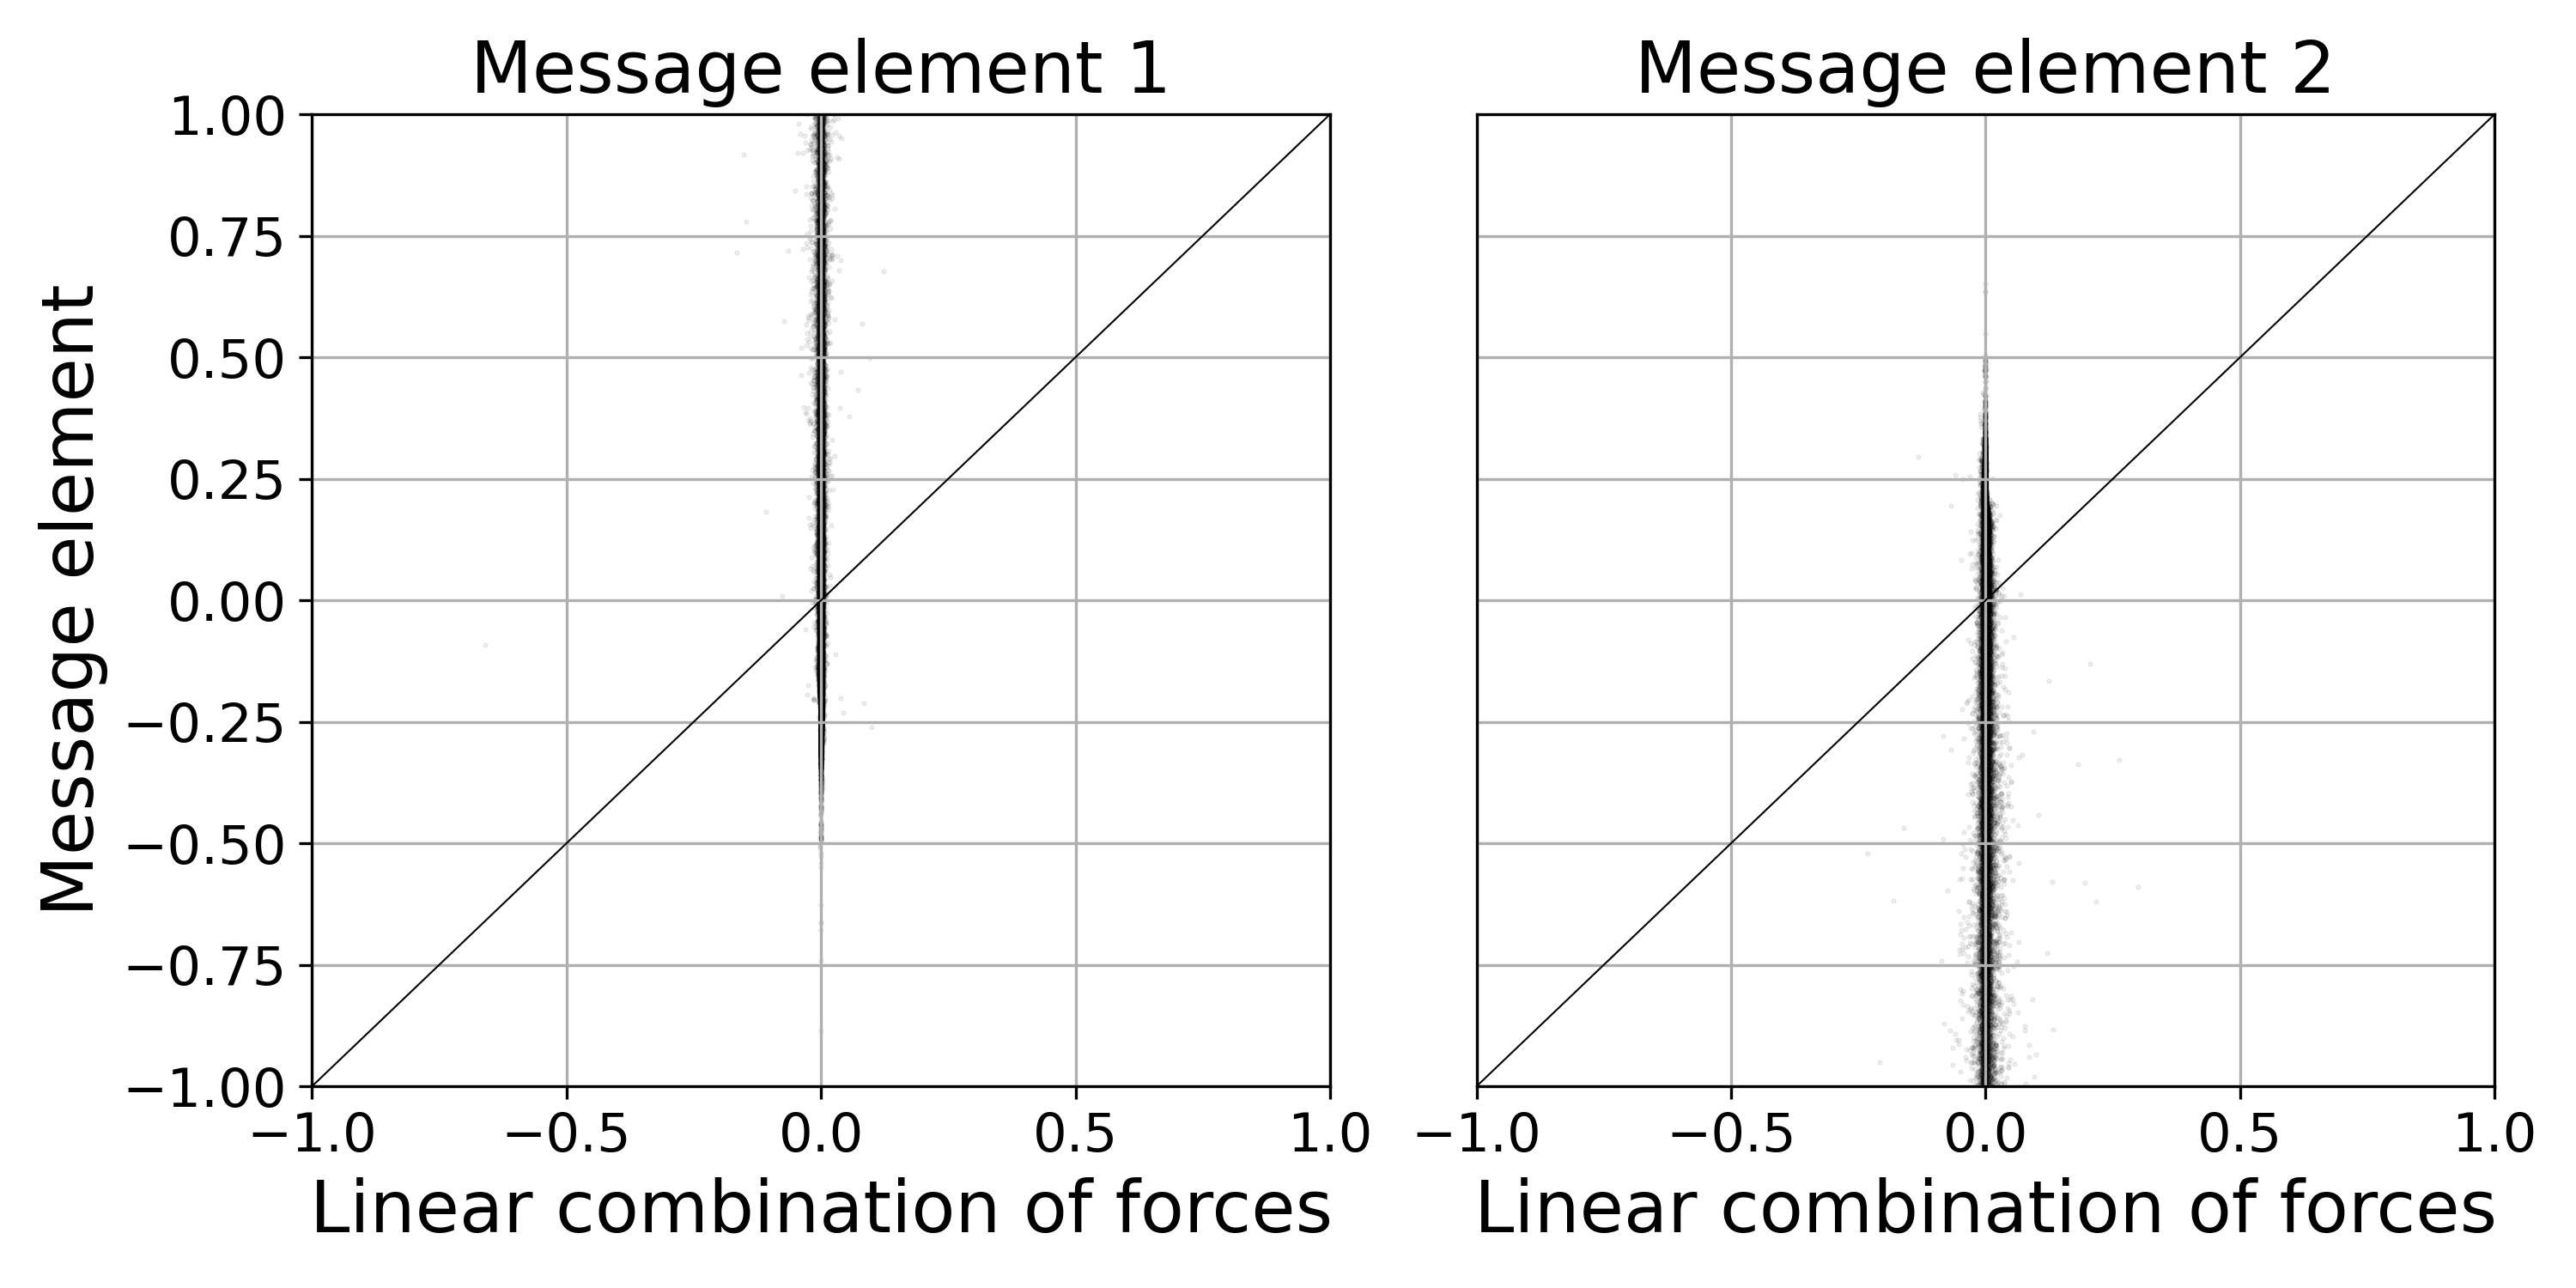 Message element 1
Message element 2
Message element
1.00
0.75
0.50
0.25
0.00
−0.25
−0.50
−0.75
−1.00
−1.0 −0.5 0.0 0.5 1.0
−1.0 −0.5 0.0 0.5 1.0
Linear combination of forces
Linear combination of forces